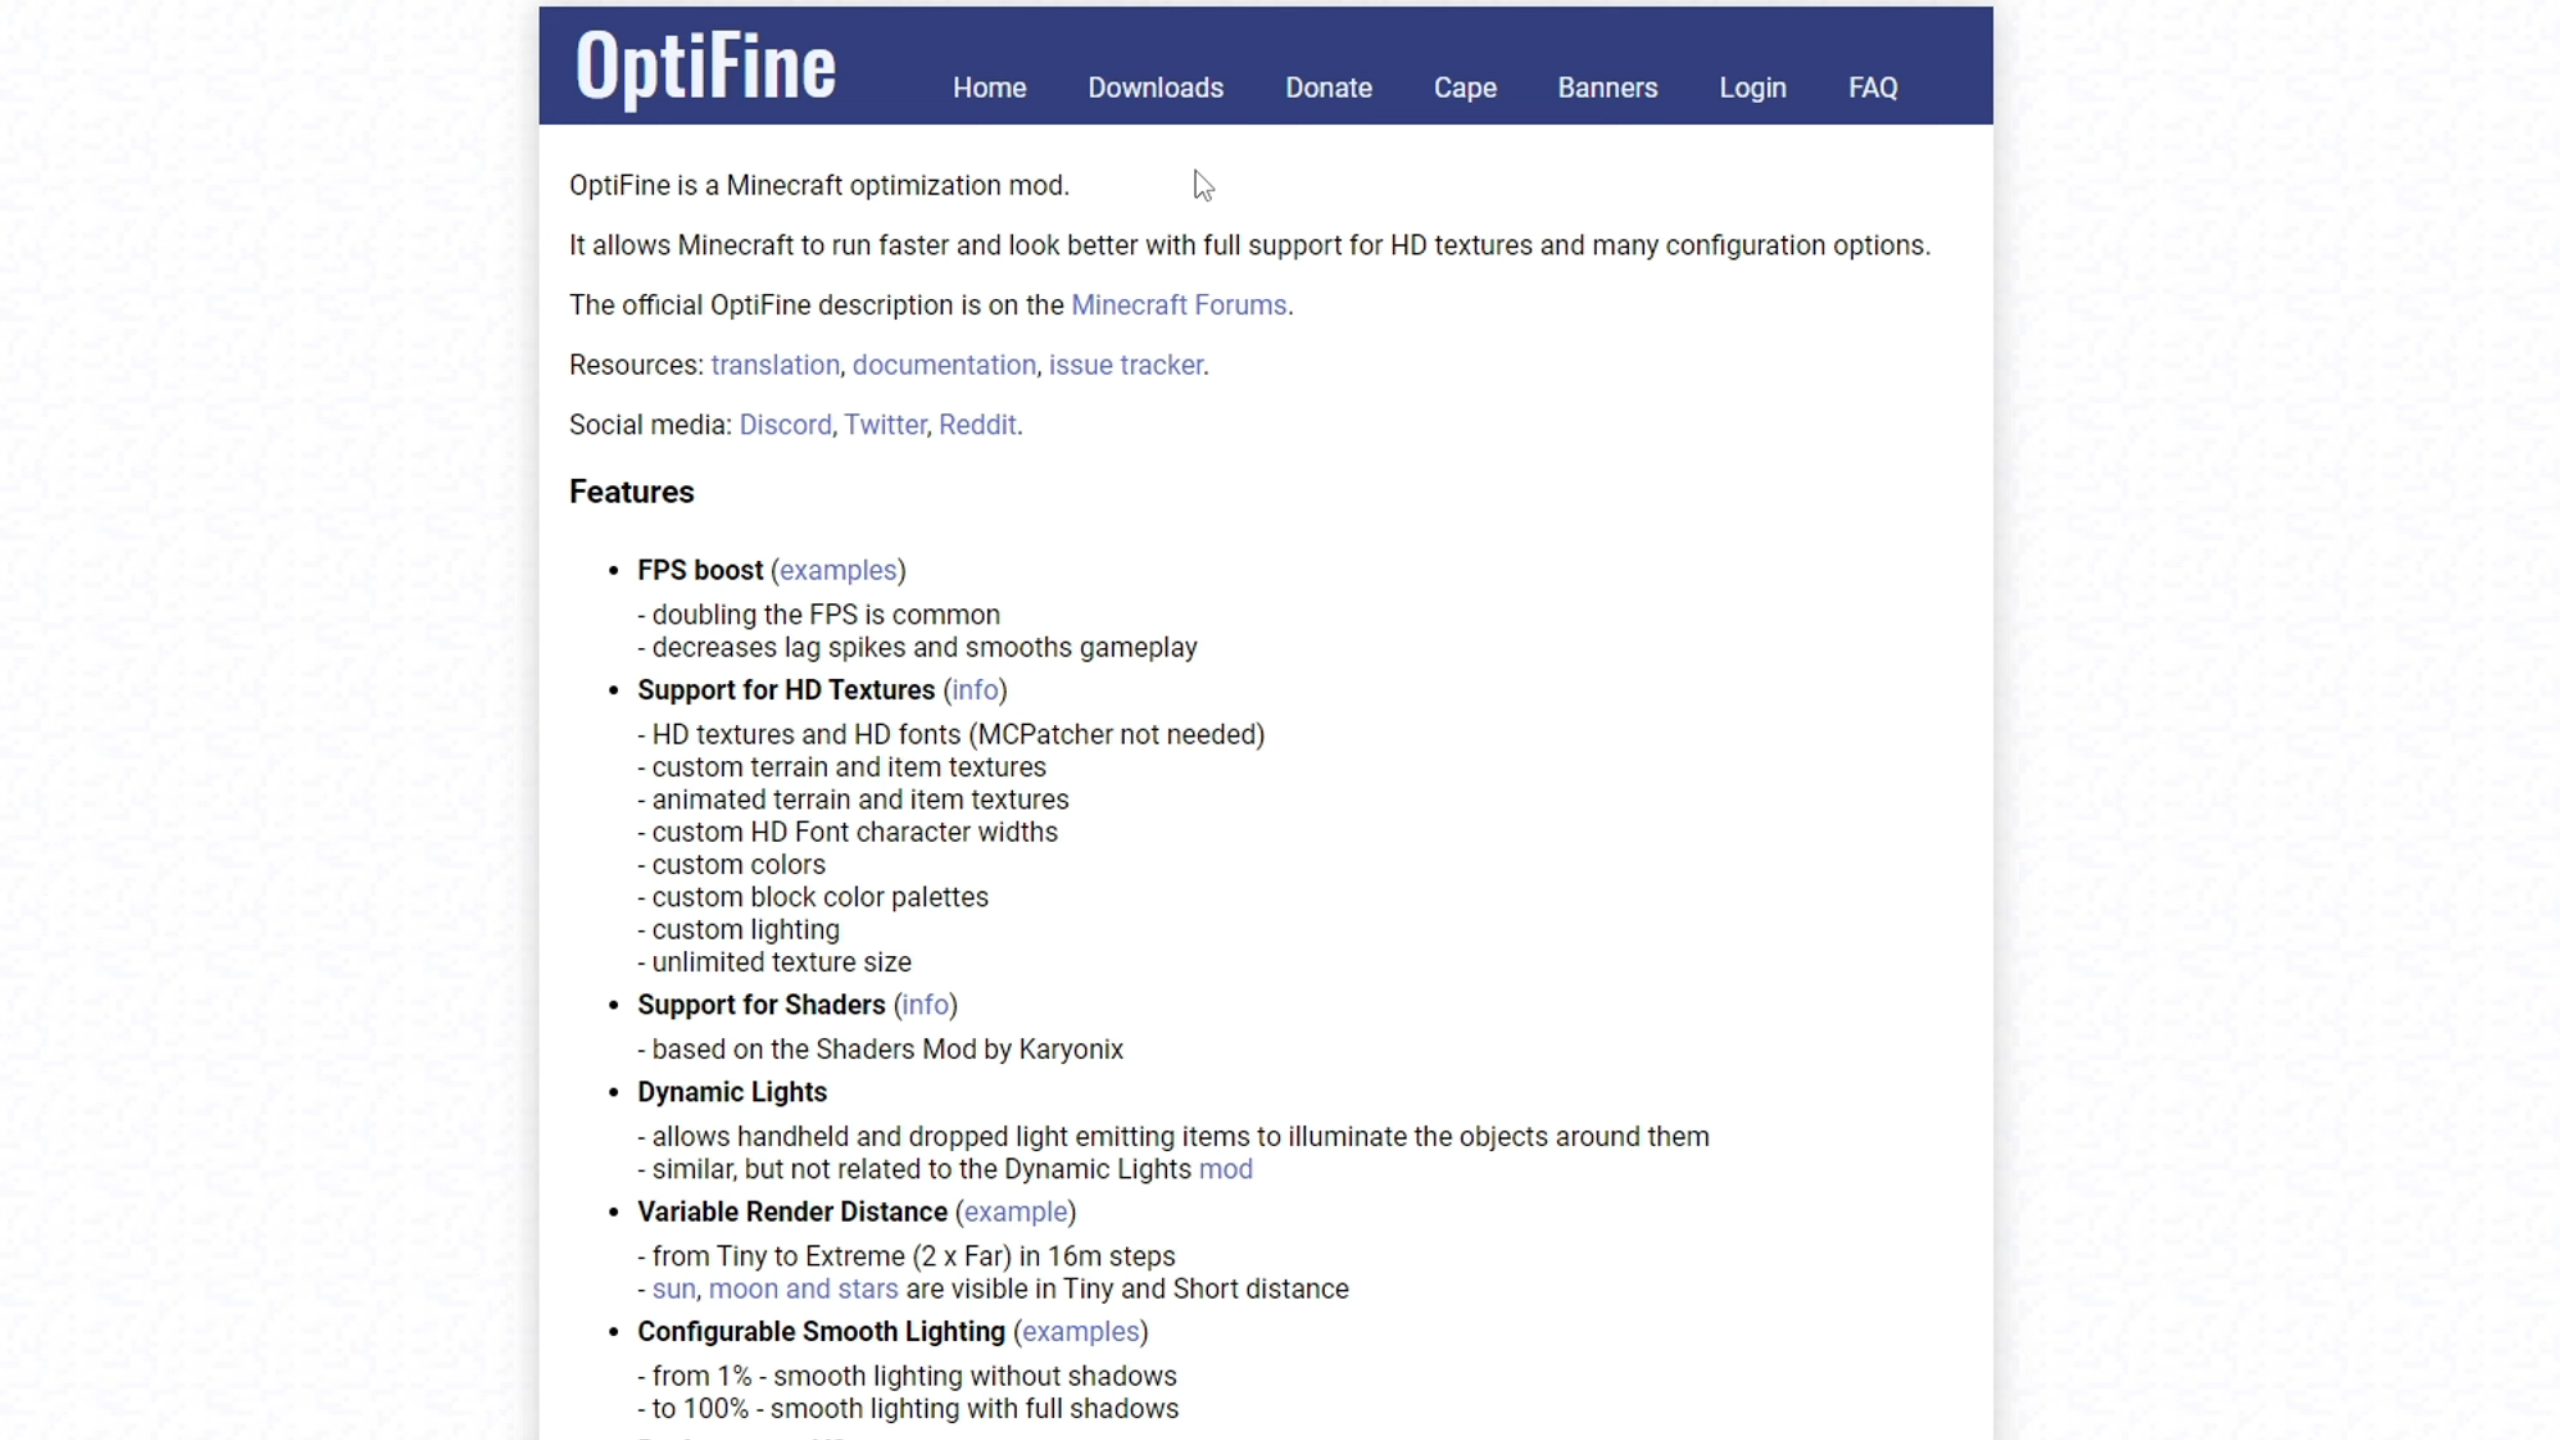 OptiFine
Home Downloads Donate Cape Banners Login FAQ
OptiFine is a Minecraft optimization mod.
It allows Minecraft to run faster and look better with full support for HD textures and many configuration options.
The official OptiFine description is on the Minecraft Forums.
Resources: translation, documentation, issue tracker.
Social media: Discord, Twitter, Reddit.
Features
• FPS boost (examples)
- doubling the FPS is common
- decreases lag spikes and smooths gameplay
• Support for HD Textures (info)
- HD textures and HD fonts (MCPatcher not needed)
- custom terrain and item textures
- animated terrain and item textures
- custom HD Font character widths
- custom colors
- custom block color palettes
- custom lighting
- unlimited texture size
• Support for Shaders (info)
- based on the Shaders Mod by Karyonix
• Dynamic Lights
- allows handheld and dropped light emitting items to illuminate the objects around them
- similar, but not related to the Dynamic Lights mod
• Variable Render Distance (example)
- from Tiny to Extreme (2 x Far) in 16m steps
- sun, moon and stars are visible in Tiny and Short distance
• Configurable Smooth Lighting (examples)
- from 1% - smooth lighting without shadows
- to 100% - smooth lighting with full shadows